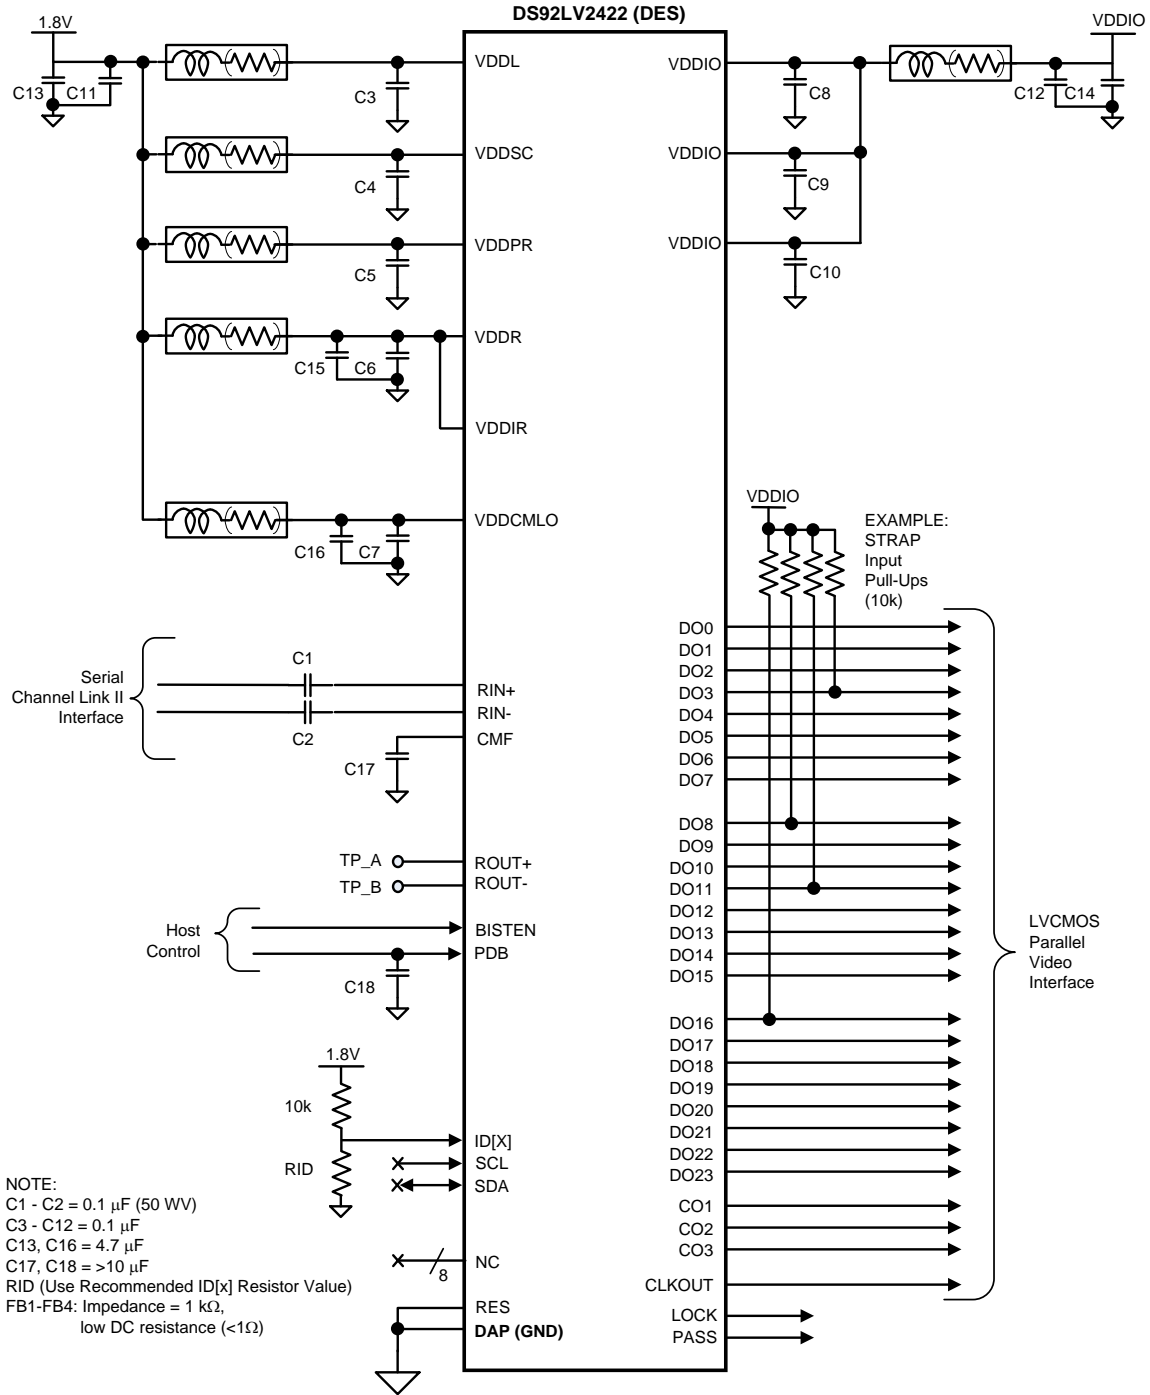 DS92LV2422 (DES)
1.8V
VDDIO
C13
C11
C3
VDDL
VDDIO
C8
C12
C14
C4
VDDSC
VDDIO
C9
C5
VDDPR
VDDIO
C10
C15
C6
VDDR
VDDIR
C16
C7
VDDCMLO
VDDIO
EXAMPLE:
STRAP
Input
Pull-Ups
(10k)
Serial
Channel Link II
Interface
C1
C2
RIN+
RIN-
CMF
C17
TP_A
TP_B
ROUT+
ROUT-
Host
Control
BISTEN
PDB
C18
1.8V
10k
RID
ID[X]
SCL
SDA
NC
8
RES
DAP (GND)
DO0
DO1
DO2
DO3
DO4
DO5
DO6
DO7
DO8
DO9
DO10
DO11
DO12
DO13
DO14
DO15
DO16
DO17
DO18
DO19
DO20
DO21
DO22
DO23
CO1
CO2
CO3
CLKOUT
LOCK
PASS
LVCMOS
Parallel
Video
Interface
NOTE:
C1 - C2 = 0.1 μF (50 WV)
C3 - C12 = 0.1 μF
C13, C16 = 4.7 μF
C17, C18 = >10 μF
RID (Use Recommended ID[x] Resistor Value)
FB1-FB4: Impedance = 1 kΩ,
low DC resistance (<1Ω)